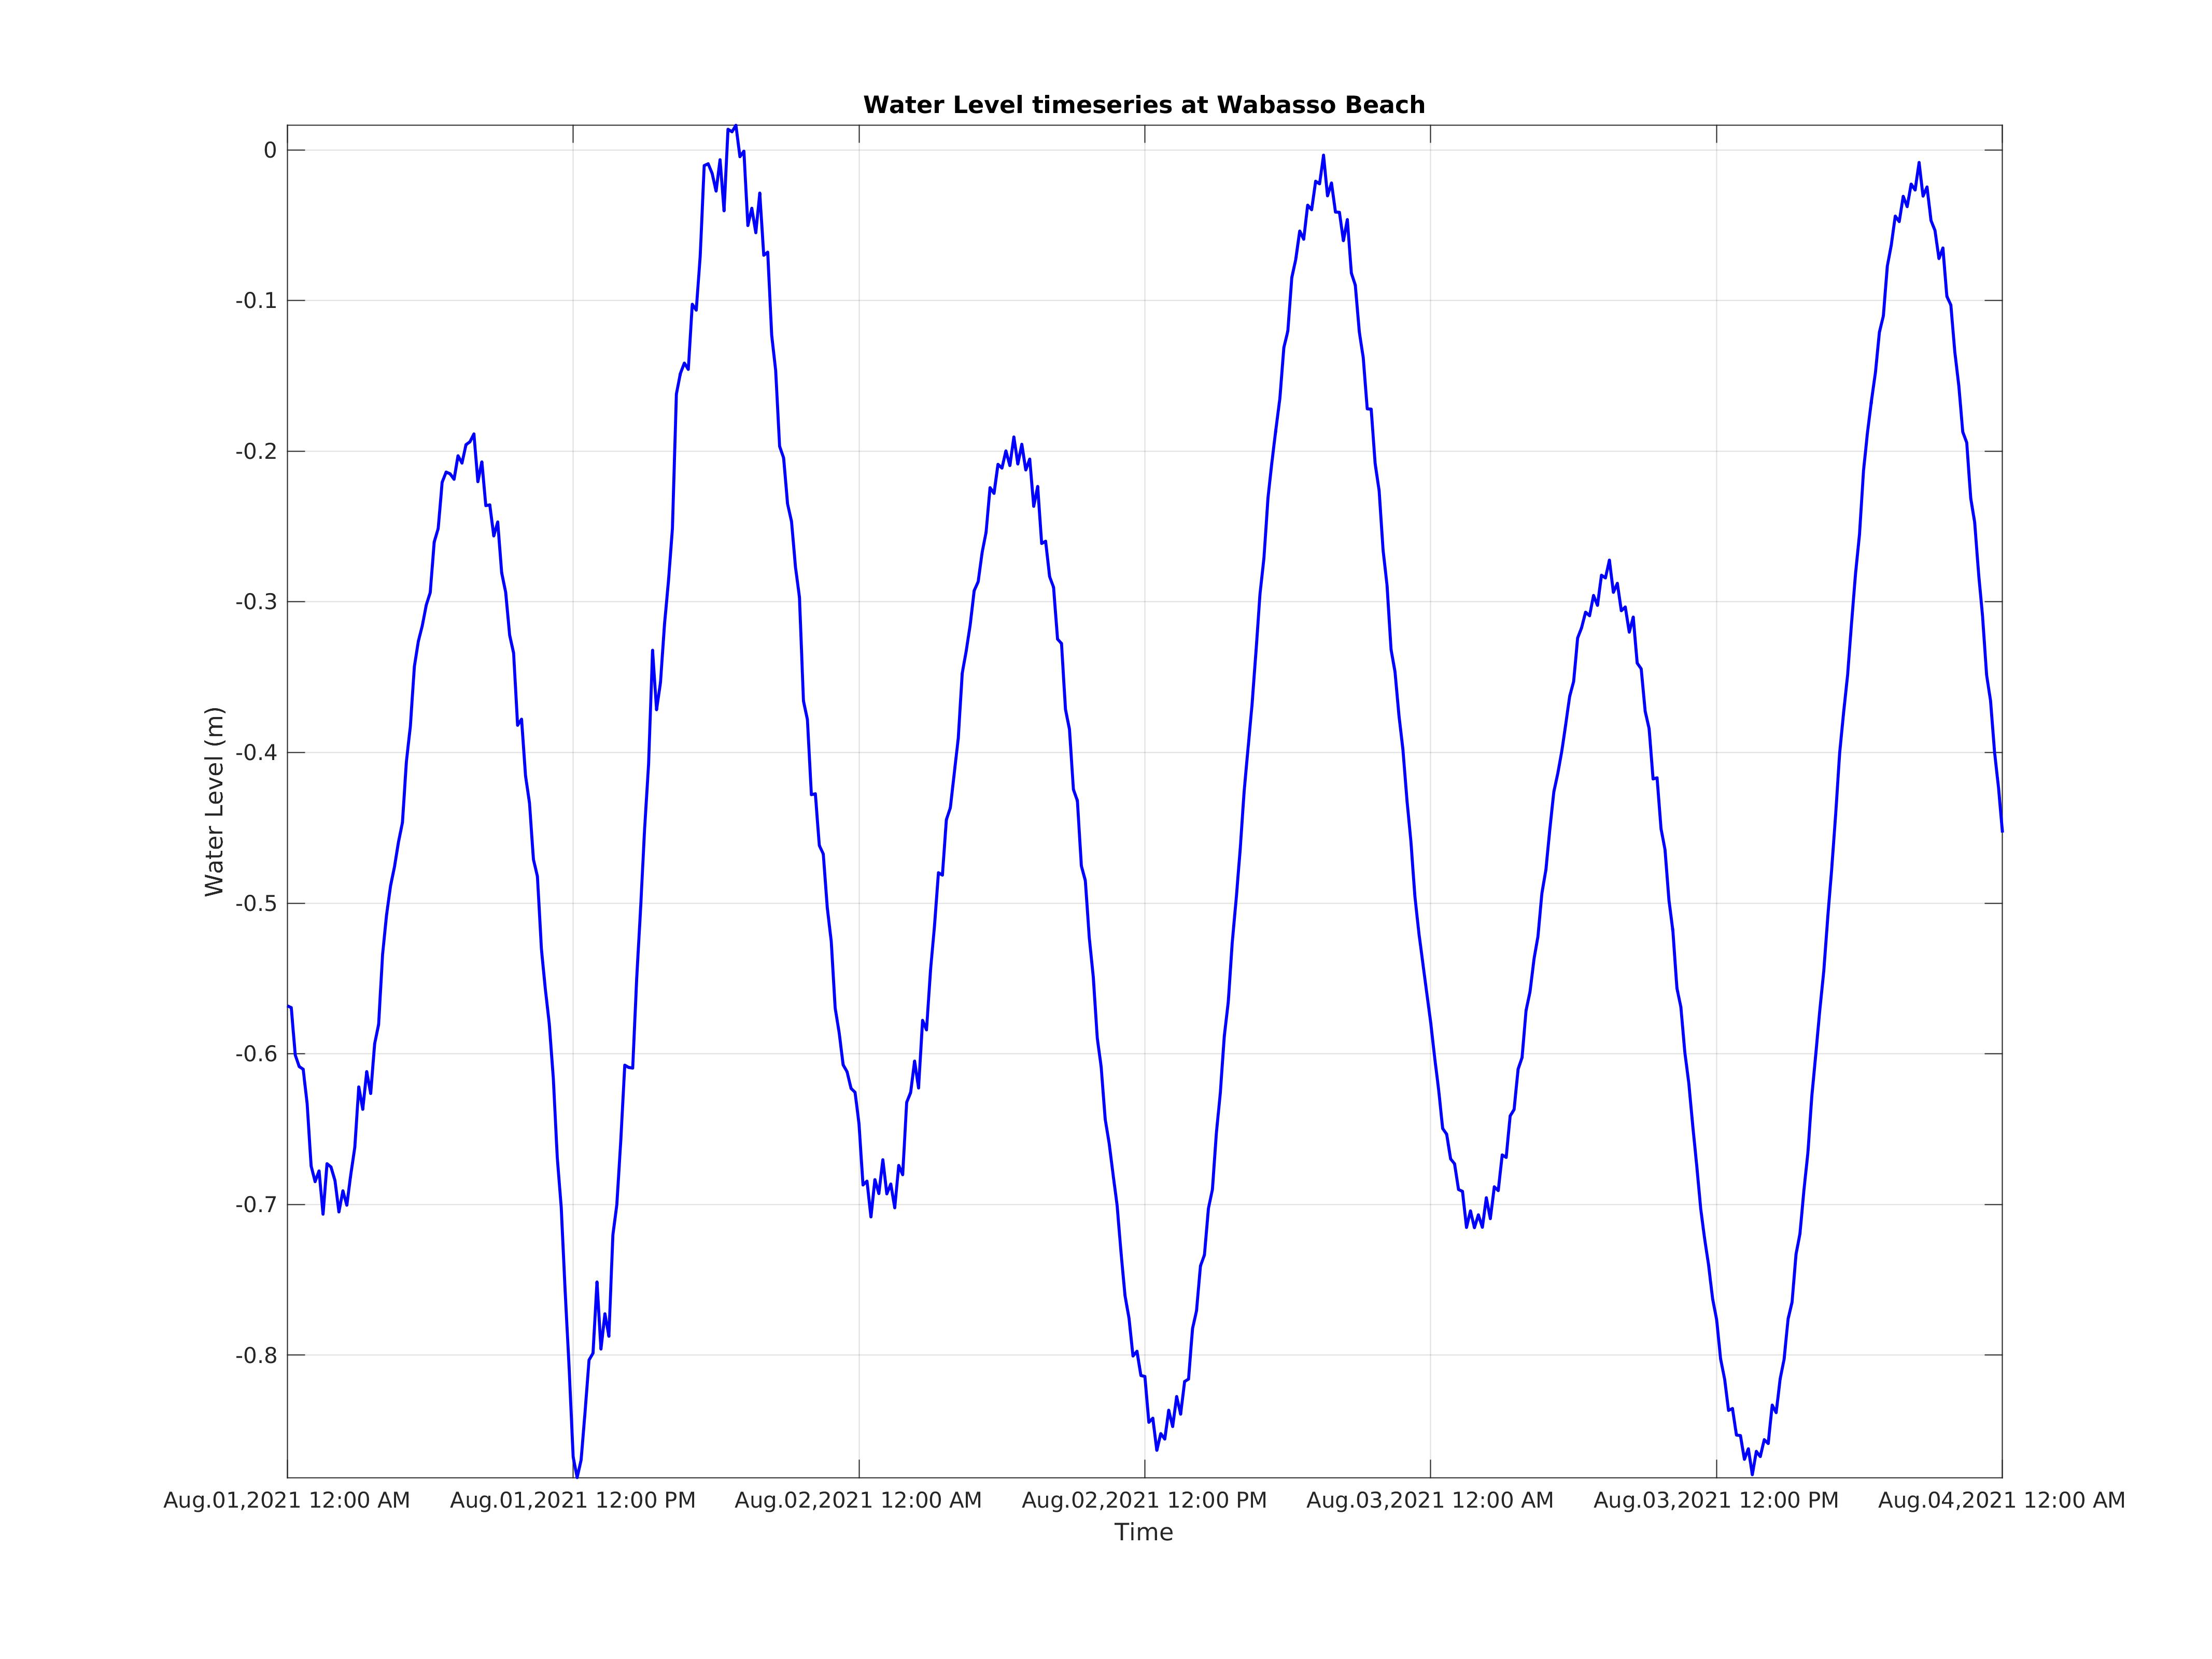 Water Level timeseries at Wabasso Beach
0
-0.1
-0.2
-0.3
-0.4
-0.5
-0.6
-0.7
-0.8
Water Level (m)
Aug.01,2021 12:00 AM Aug.01,2021 12:00 PM Aug.02,2021 12:00 AM Aug.02,2021 12:00 PM Aug.03,2021 12:00 AM Aug.03,2021 12:00 PM Aug.04,2021 12:00 AM
Time